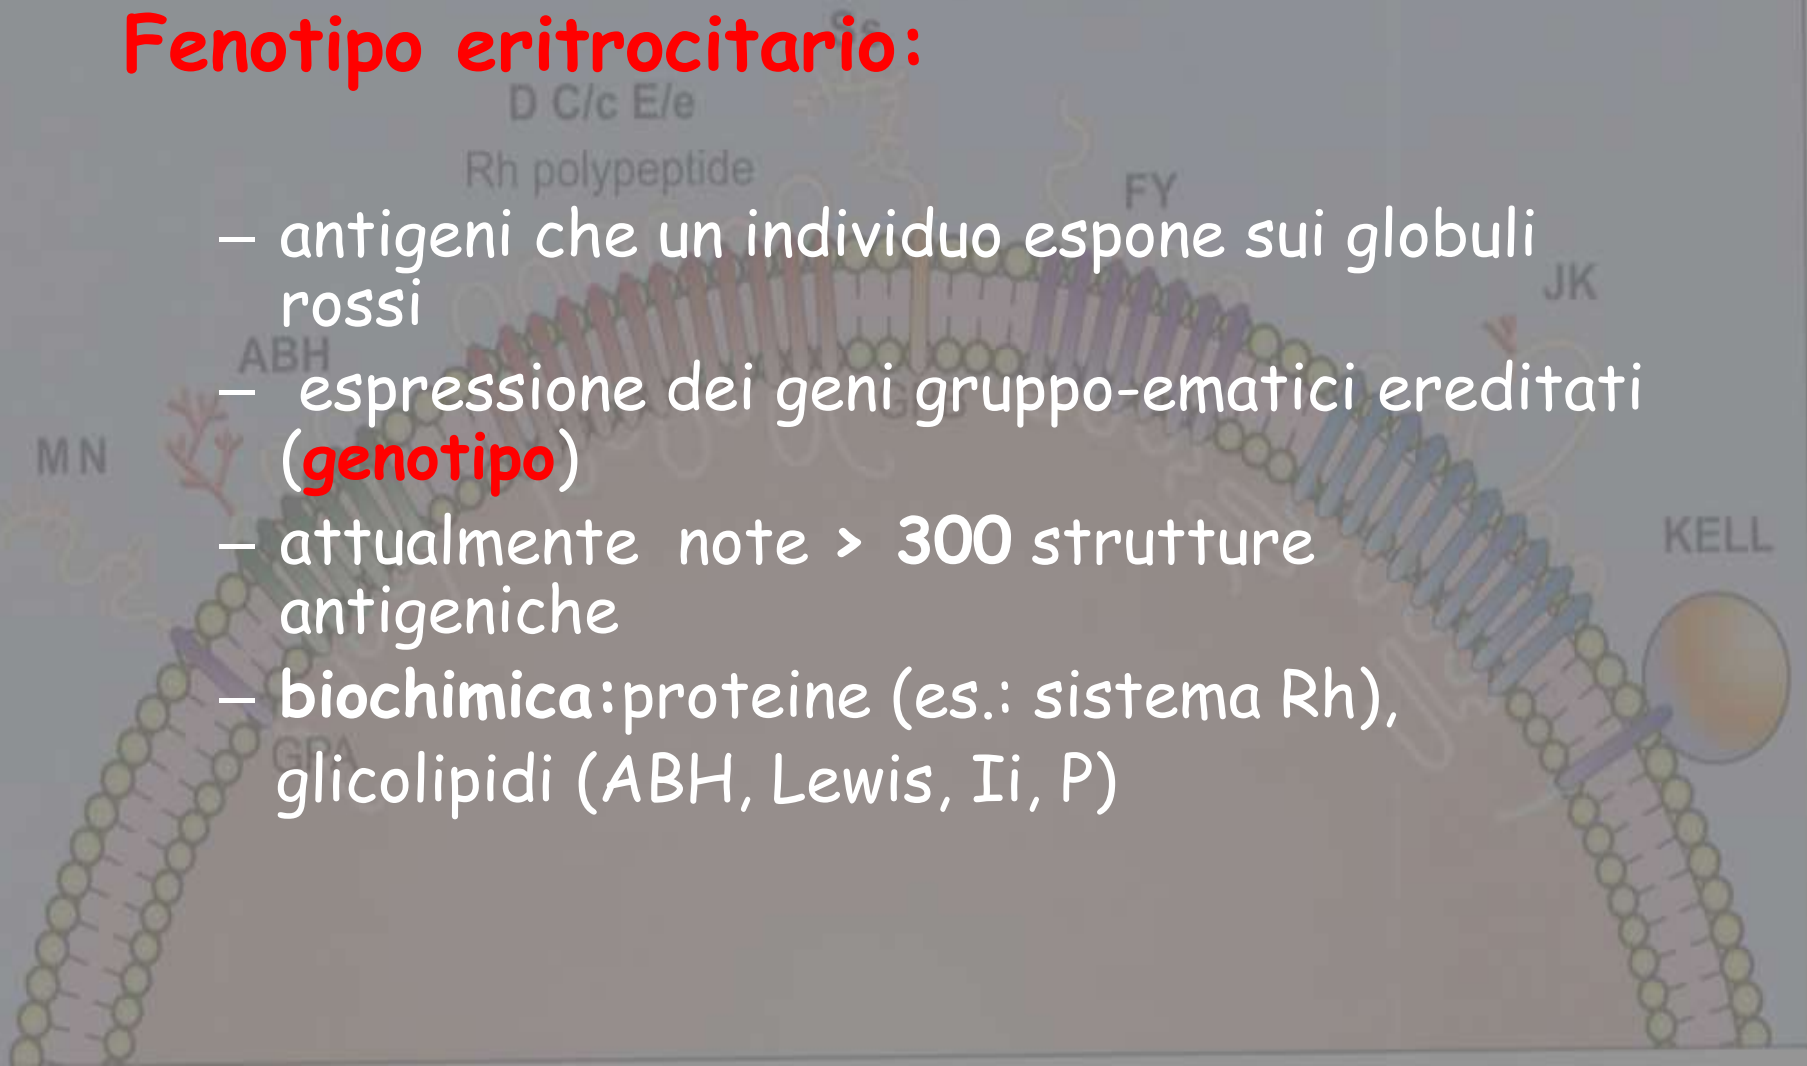 Fenotipo eritrocitario:
Ss
D C/c E/e
Rh polypeptide
FY
JK
ABH
MN
KELL
GPA
– antigeni che un individuo espone sui globuli
rossi
– espressione dei geni gruppo-ematici ereditati
(genotipo)
– attualmente note > 300 strutture
antigeniche
– biochimica:proteine (es.: sistema Rh),
glicolipidi (ABH, Lewis, Ii, P)